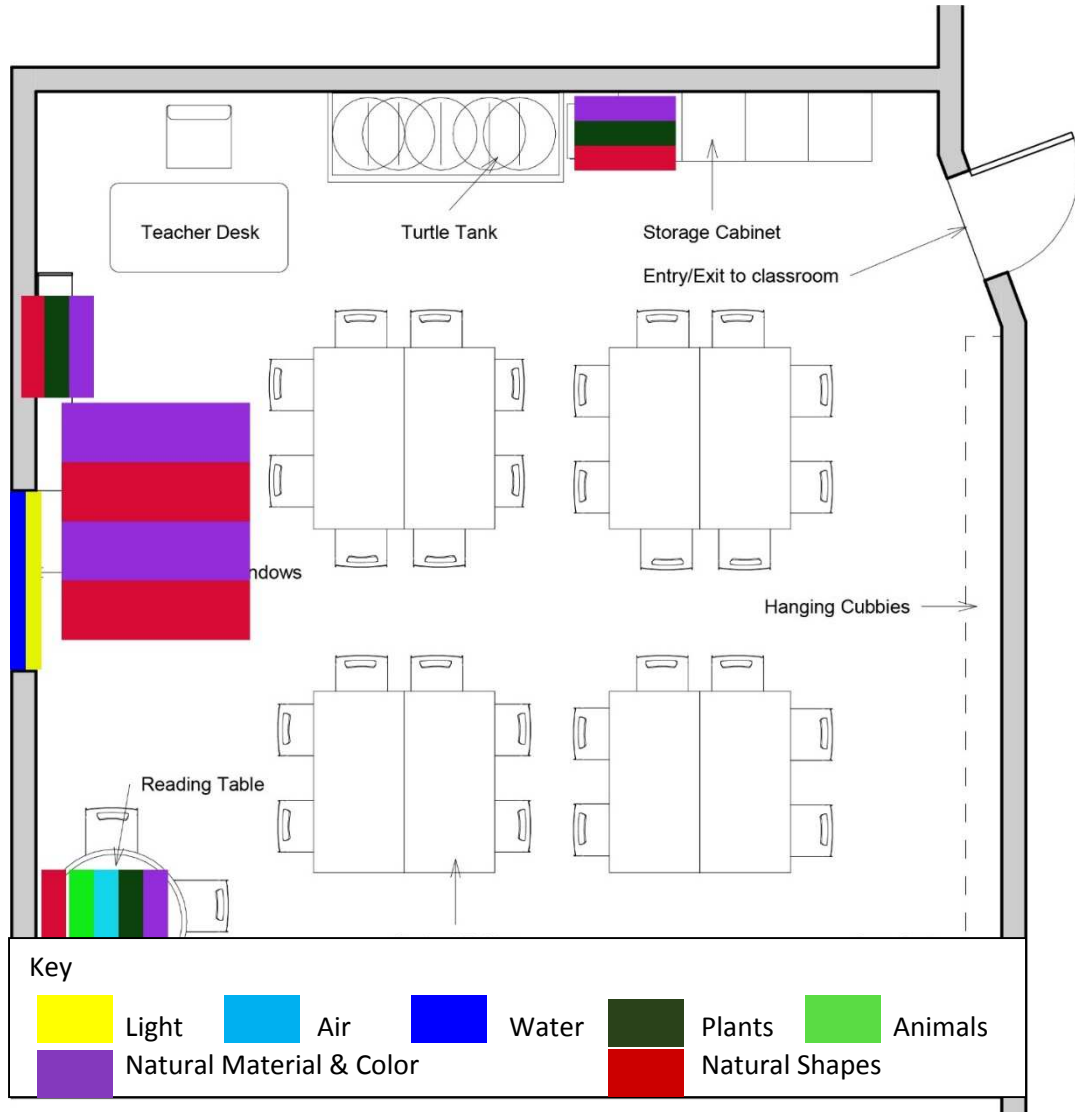 Teacher Desk
Turtle Tank
Storage Cabinet
Entry/Exit to classroom
Hanging Cubbies
Reading Table
Key
Light
Air
Water
Plants
Animals
Natural Material & Color
Natural Shapes